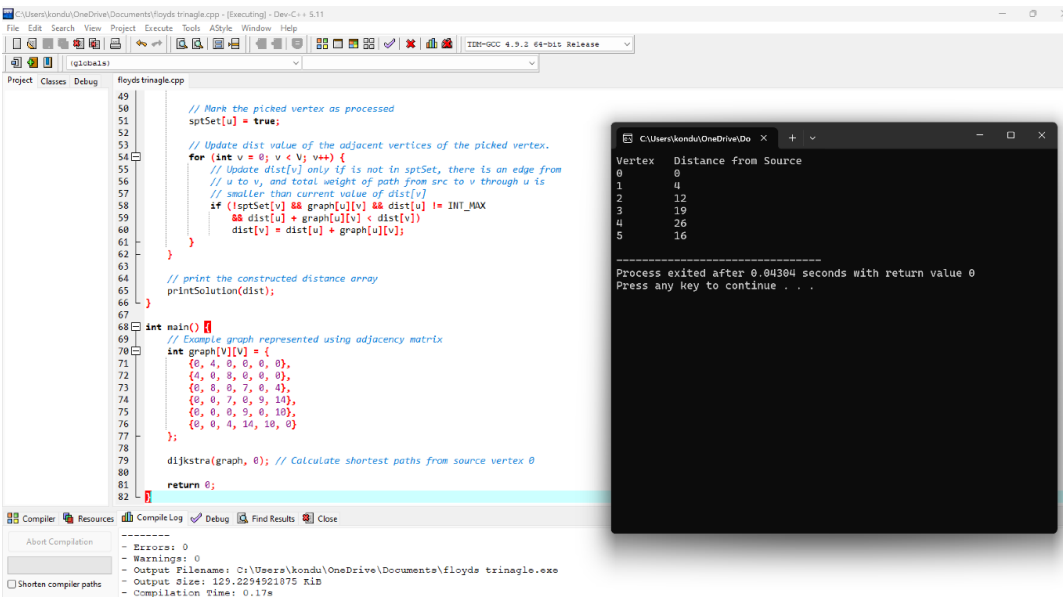 C:\Users\kondu\OneDrive\Documents\floyds trinagle.cpp - [Executing] - Dev-C++ 5.11
File Edit Search View Project Execute Tools AStyle Window Help
TDM-GCC 4.9.2 64-bit Release
(globals)
Project Classes Debug floyds trinagle.cpp
49
50 // Mark the picked vertex as processed
51 sptSet[u] = true;
52
53 // Update dist value of the adjacent vertices of the picked vertex.
54 for (int v = 0; v < V; v++) {
55 // Update dist[v] only if is not in sptSet, there is an edge from
56 // u to v, and total weight of path from src to v through u is
57 // smaller than current value of dist[v]
58 if (!sptSet[v] && graph[u][v] && dist[u] != INT_MAX
59 && dist[u] + graph[u][v] < dist[v])
60 dist[v] = dist[u] + graph[u][v];
61 }
62 }
63
64 // print the constructed distance array
65 printSolution(dist);
66 }
67
68 int main() {
69 // Example graph represented using adjacency matrix
70 int graph[V][V] = {
71 {0, 4, 0, 0, 0, 0},
72 {4, 0, 8, 0, 0, 0},
73 {0, 8, 0, 7, 0, 4},
74 {0, 0, 7, 0, 9, 14},
75 {0, 0, 0, 9, 0, 10},
76 {0, 0, 4, 14, 10, 0}
77 };
78
79 dijkstra(graph, 0); // Calculate shortest paths from source vertex 0
80
81 return 0;
82 }
C:\Users\kondu\OneDrive\Do
Vertex Distance from Source
0 0
1 4
2 12
3 19
4 26
5 16
--------------------------------
Process exited after 0.04304 seconds with return value 0
Press any key to continue . . .
Compiler Resources Compile Log Debug Find Results Close
Abort Compilation
Shorten compiler paths
--------
- Errors: 0
- Warnings: 0
- Output Filename: C:\Users\kondu\OneDrive\Documents\floyds trinagle.exe
- Output Size: 129.2294921875 KiB
- Compilation Time: 0.17s